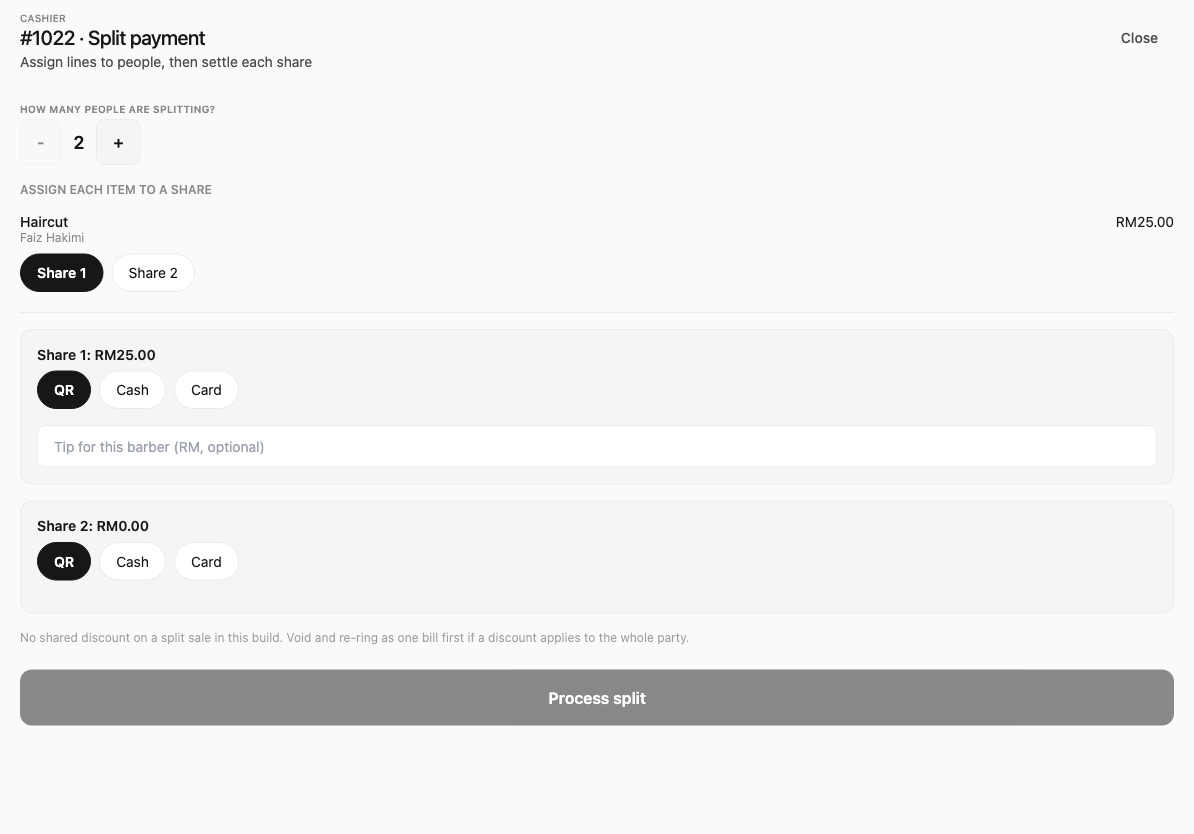 CASHIER
#1022 · Split payment
Close
Assign lines to people, then settle each share
HOW MANY PEOPLE ARE SPLITTING?
- 2 +
ASSIGN EACH ITEM TO A SHARE
Haircut RM25.00
Faiz Hakimi
Share 1 Share 2
Share 1: RM25.00
QR Cash Card
Tip for this barber (RM, optional)
Share 2: RM0.00
QR Cash Card
No shared discount on a split sale in this build. Void and re-ring as one bill first if a discount applies to the whole party.
Process split